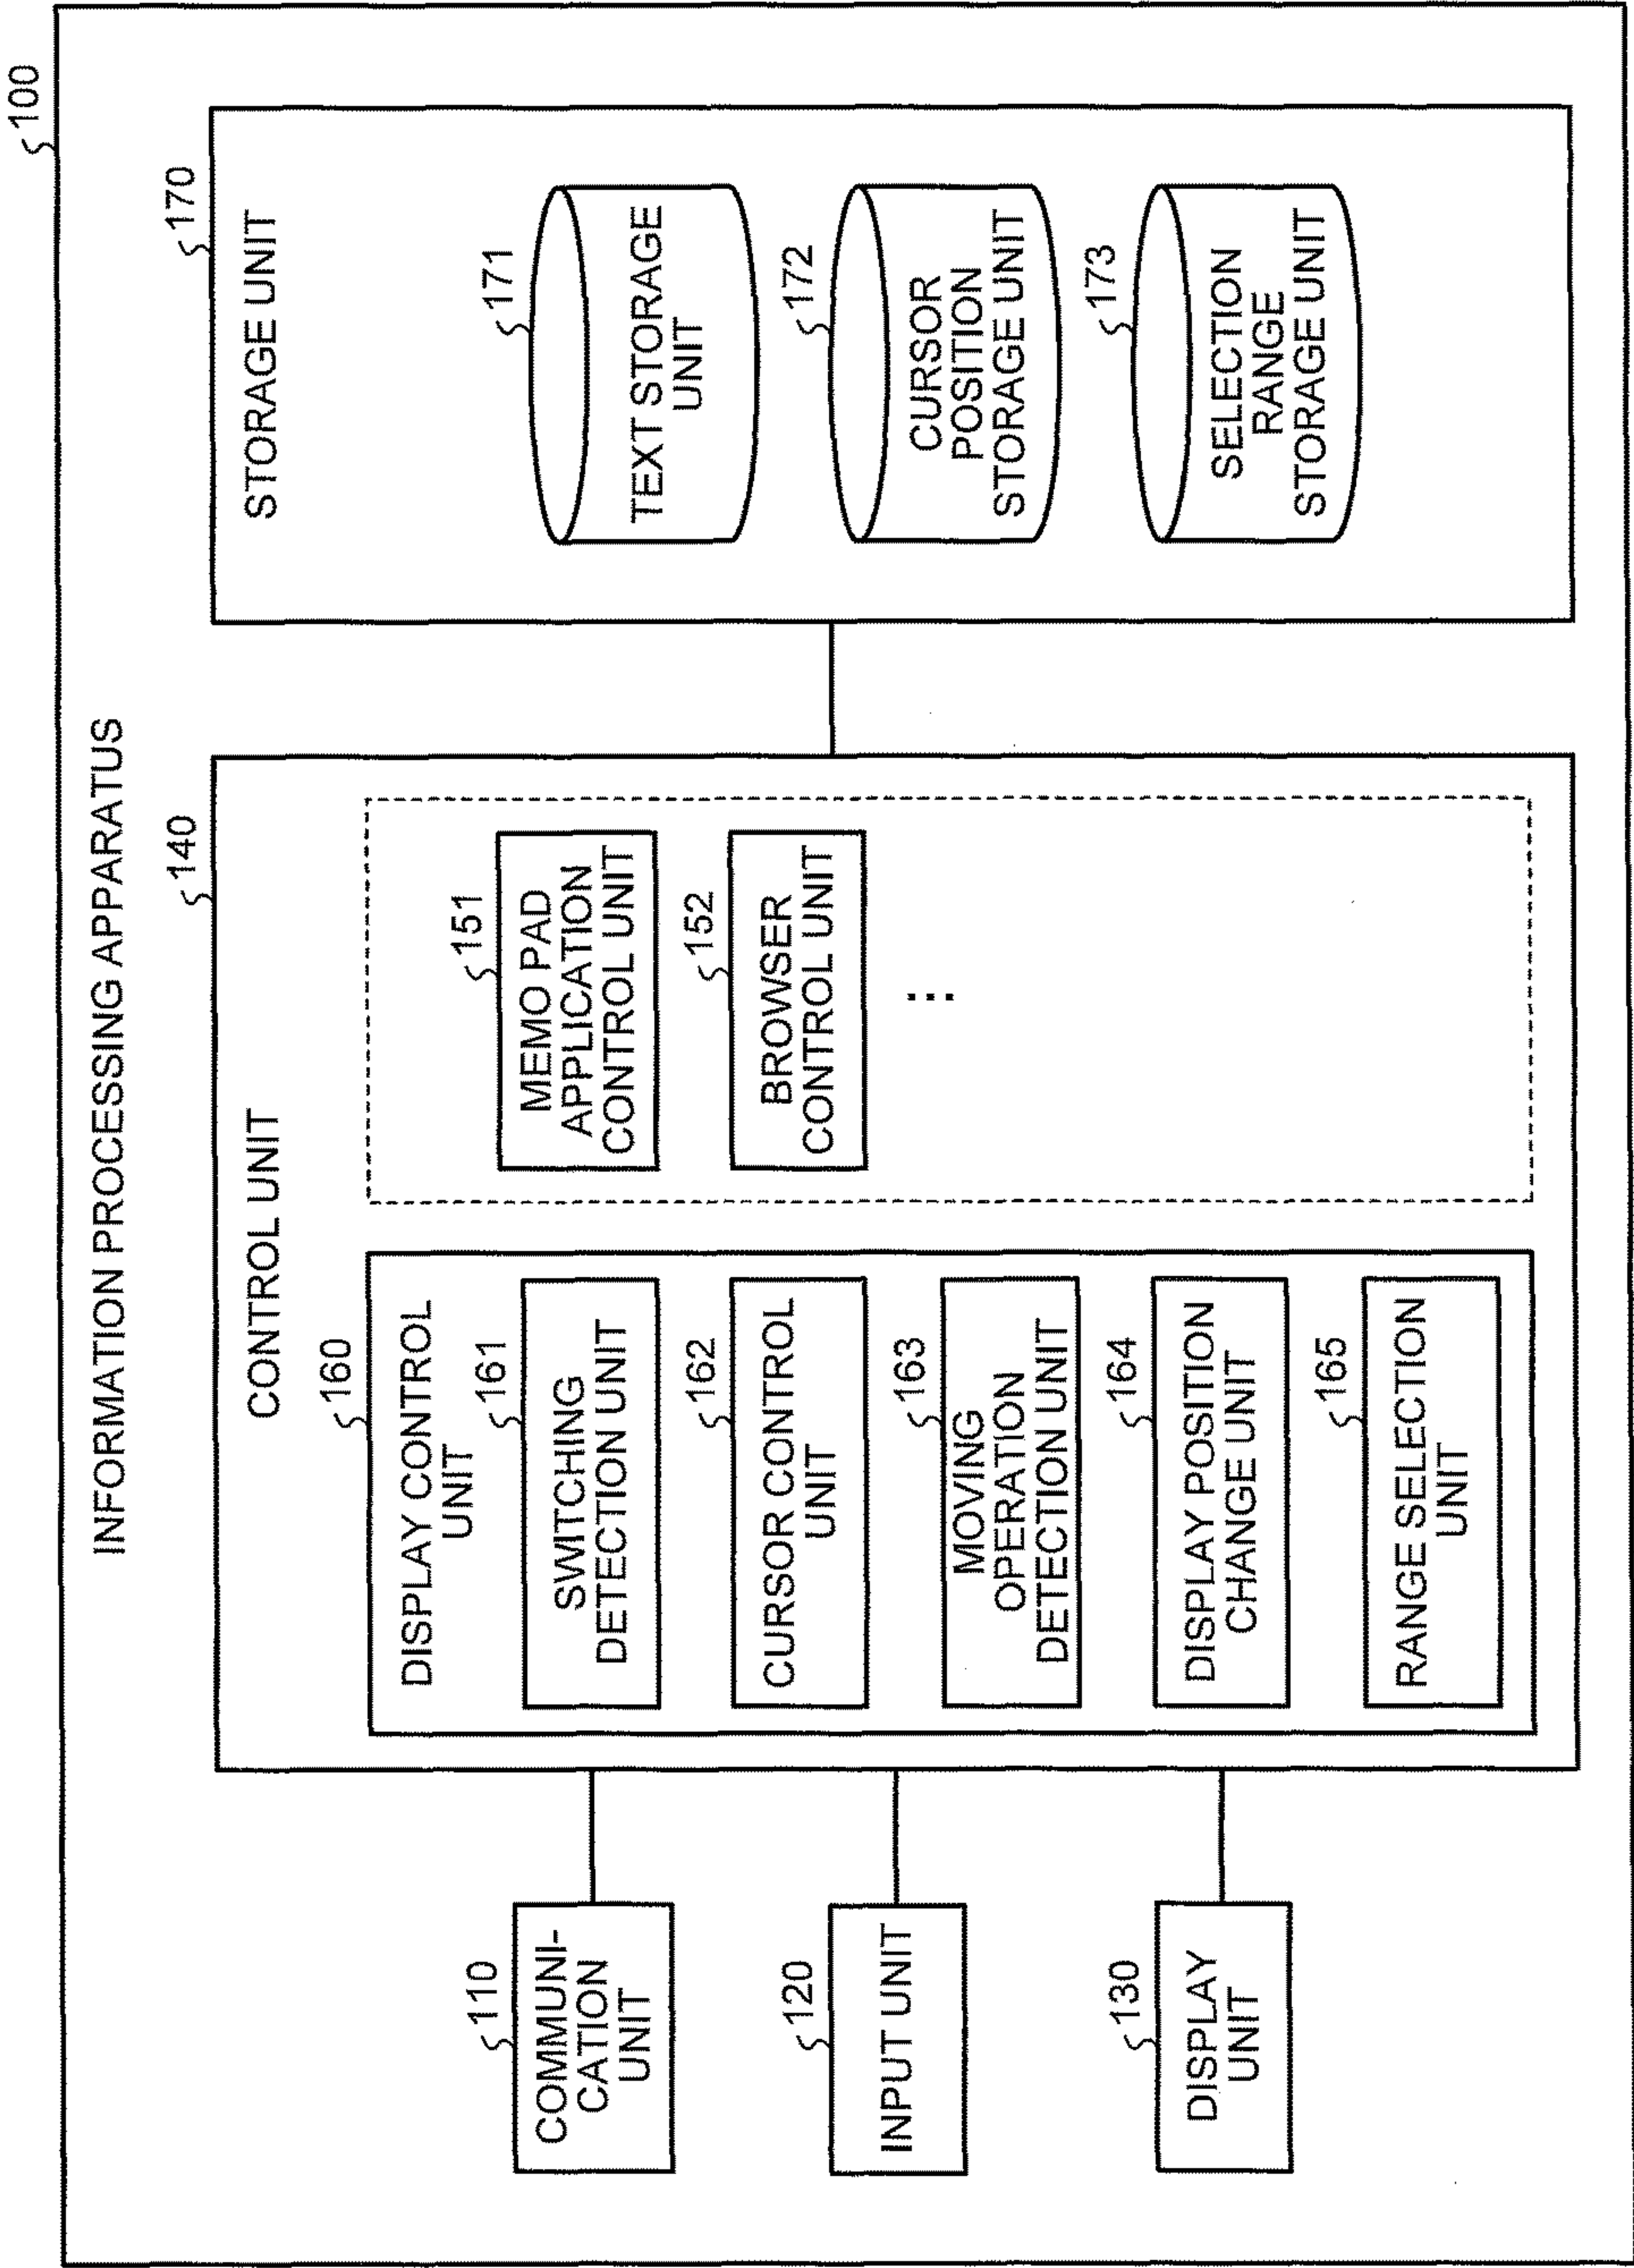 100
INFORMATION PROCESSING APPARATUS
110
COMMUNI-
CATION
UNIT
120
INPUT UNIT
130
DISPLAY
UNIT
140
CONTROL UNIT
160
DISPLAY CONTROL
UNIT
161
SWITCHING
DETECTION UNIT
162
CURSOR CONTROL
UNIT
163
MOVING
OPERATION
DETECTION UNIT
164
DISPLAY POSITION
CHANGE UNIT
165
RANGE SELECTION
UNIT
151
MEMO PAD
APPLICATION
CONTROL UNIT
152
BROWSER
CONTROL UNIT
...
170
STORAGE UNIT
171
TEXT STORAGE
UNIT
172
CURSOR
POSITION
STORAGE UNIT
173
SELECTION
RANGE
STORAGE UNIT